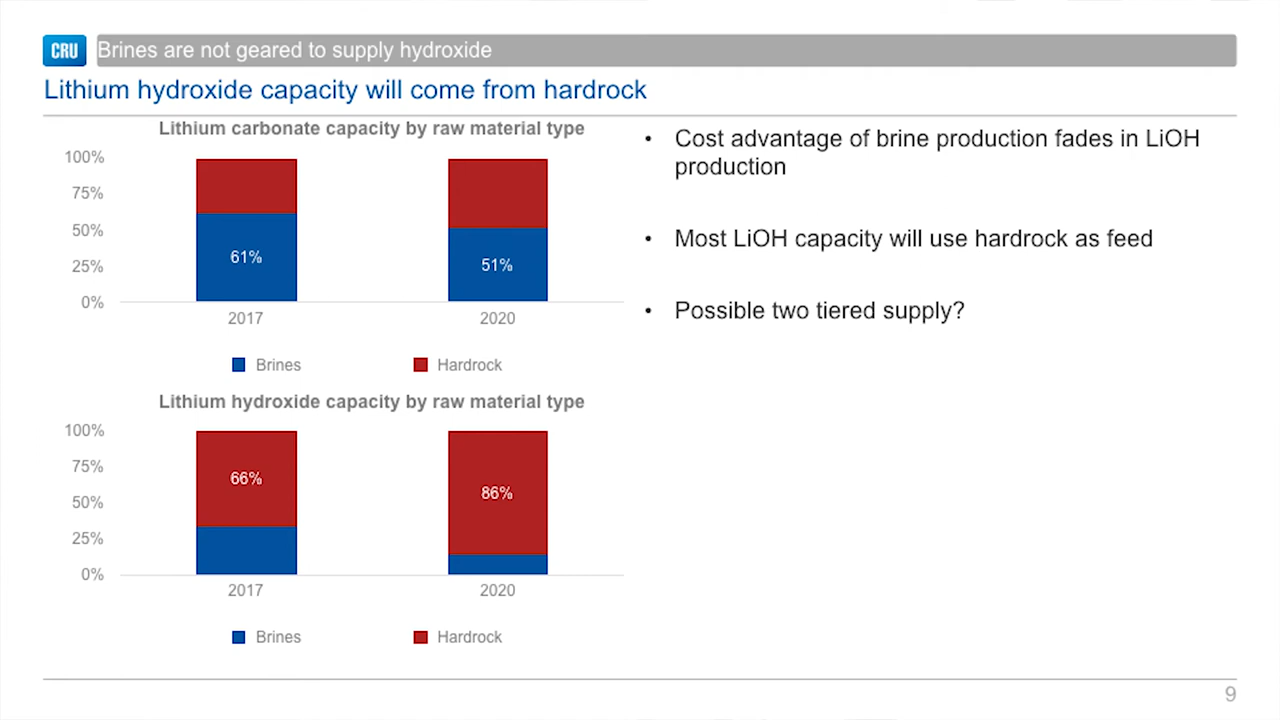 CRU
Brines are not geared to supply hydroxide
Lithium hydroxide capacity will come from hardrock
Lithium carbonate capacity by raw material type
100%
75%
50%
25%
0%
61%
51%
2017
2020
Brines
Hardrock
Lithium hydroxide capacity by raw material type
100%
75%
50%
25%
0%
66%
86%
2017
2020
Brines
Hardrock
• Cost advantage of brine production fades in LiOH
production
• Most LiOH capacity will use hardrock as feed
• Possible two tiered supply?
9